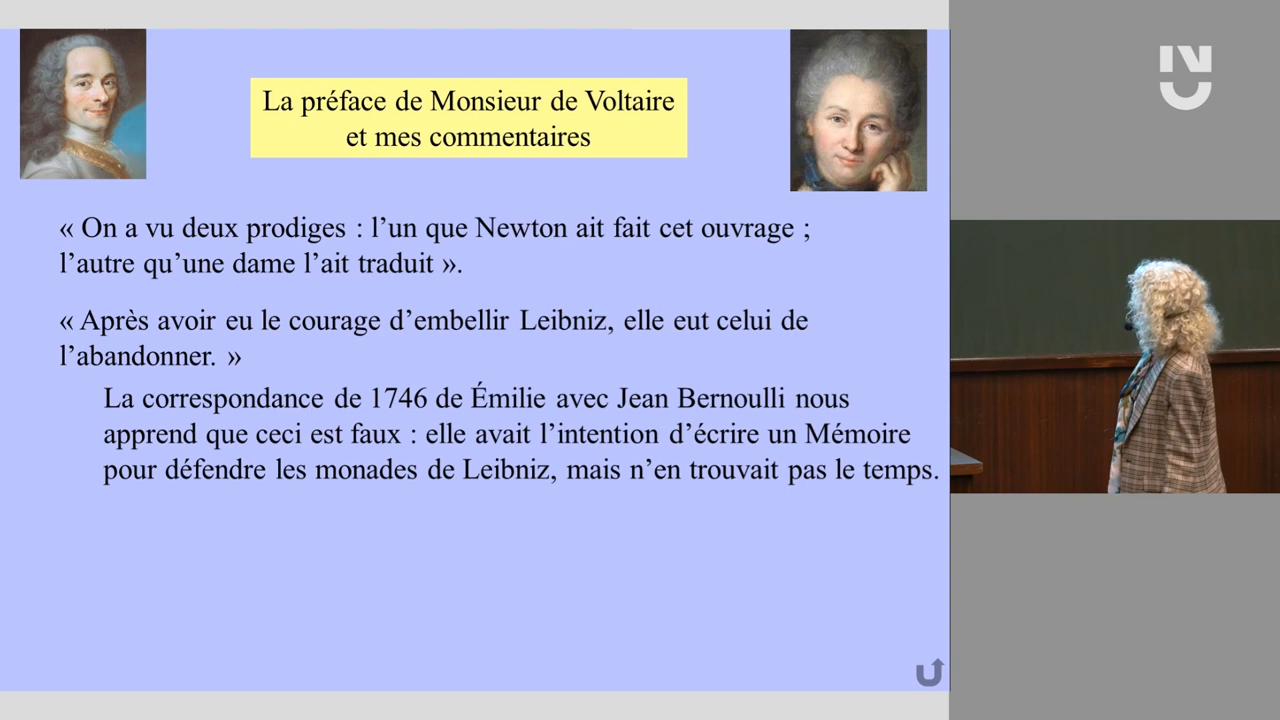 La préface de Monsieur de Voltaire
et mes commentaires
« On a vu deux prodiges : l’un que Newton ait fait cet ouvrage ;
l’autre qu’une dame l’ait traduit ».
« Après avoir eu le courage d’embellir Leibniz, elle eut celui de
l’abandonner. »
La correspondance de 1746 de Émilie avec Jean Bernoulli nous
apprend que ceci est faux : elle avait l’intention d’écrire un Mémoire
pour défendre les monades de Leibniz, mais n’en trouvait pas le temps.